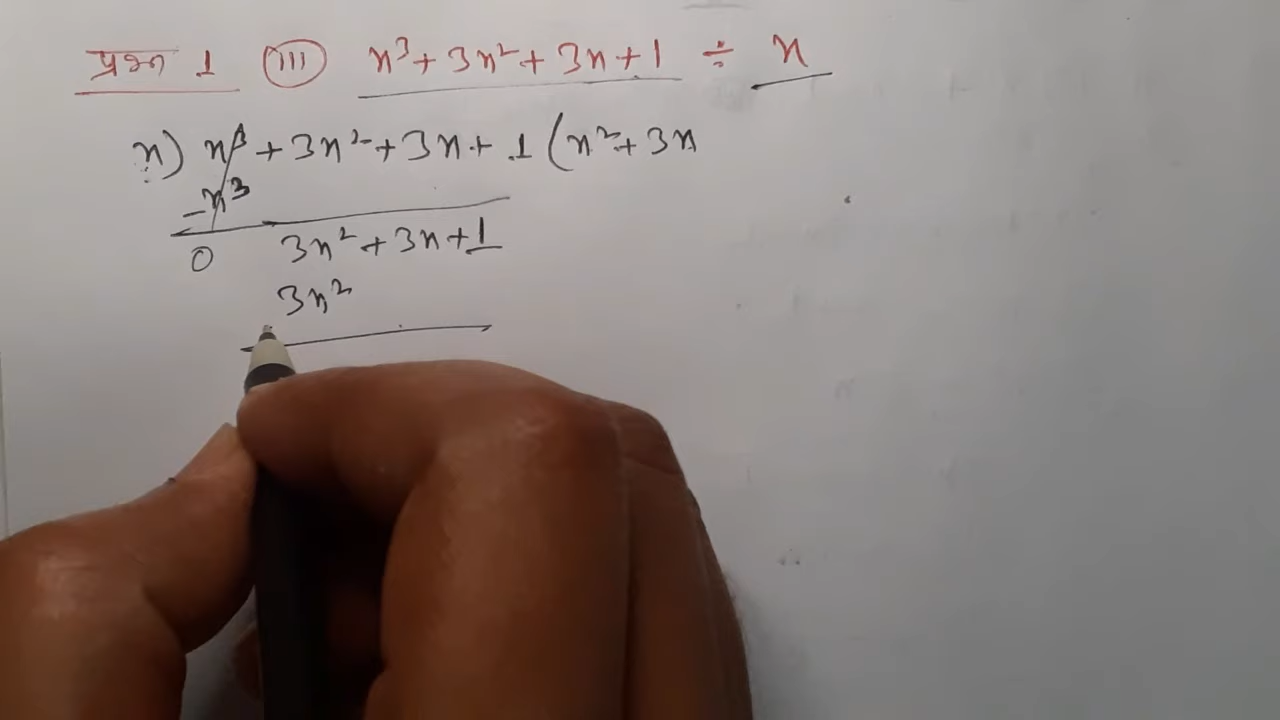 प्रश्न 1 (iii) x³ + 3x² + 3x + 1 ÷ x
x) x³ + 3x² + 3x + 1 (x² + 3x
-x³
0 3x² + 3x + 1
3x²